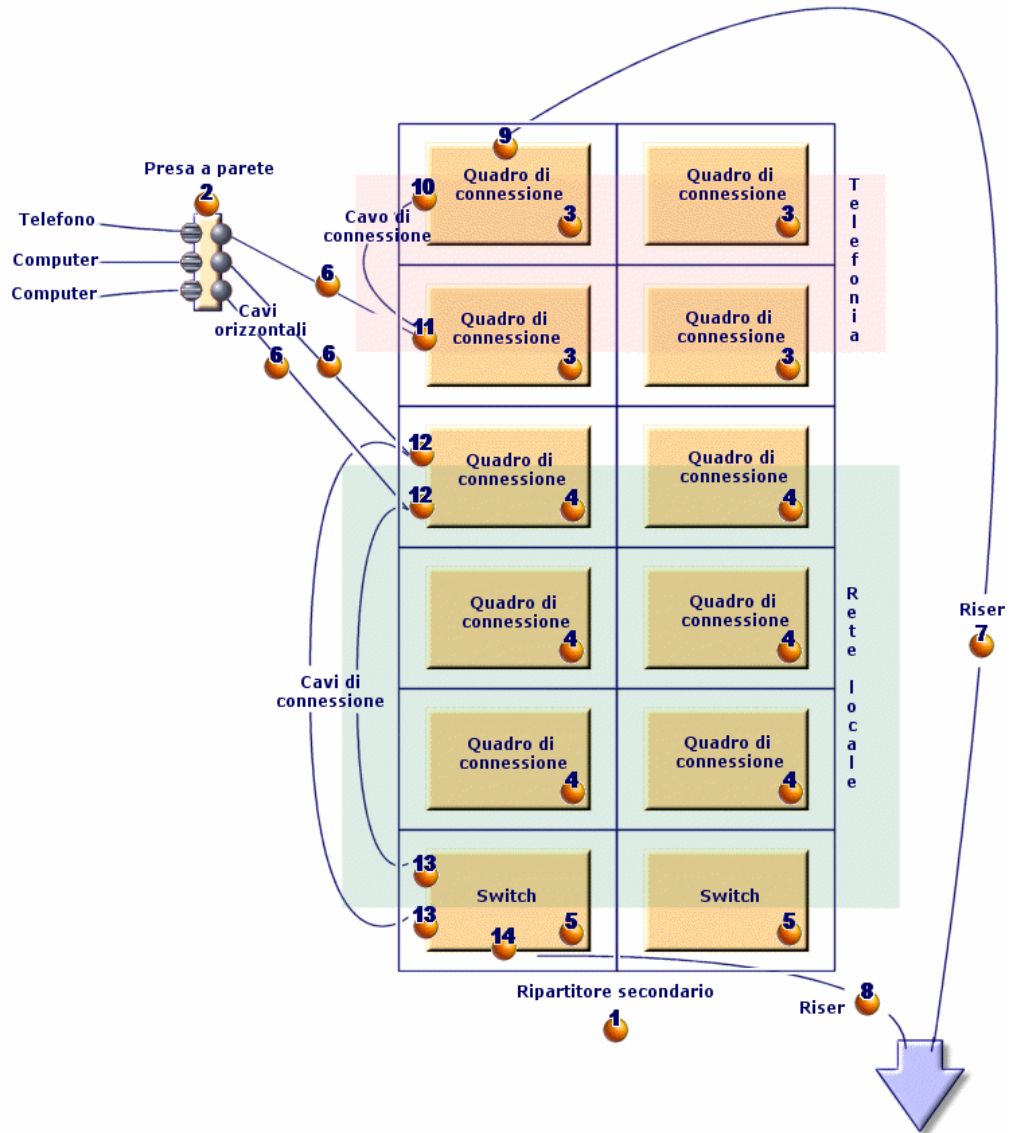 9
Presa a parete
2
Quadro di
connessione
3
Quadro di
connessione
3
Telefonia
10
Cavo di
connessione
Telefono
Computer
Computer
6
Cavi
orizzontali
6
6
11
Quadro di
connessione
3
Quadro di
connessione
3
12
12
Quadro di
connessione
4
Quadro di
connessione
4
Rete locale
Quadro di
connessione
4
Quadro di
connessione
4
Riser
7
Cavi di
connessione
Quadro di
connessione
4
Quadro di
connessione
4
13
13
Switch
5
14
Switch
5
Ripartitore secondario
1
Riser
8